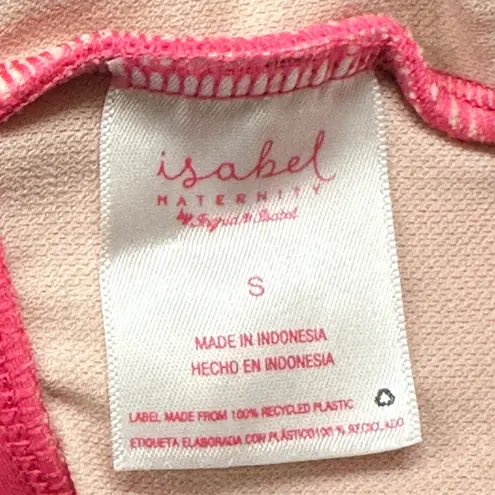 isabel
MATERNITY
by Ingrid & Isabel
S
MADE IN INDONESIA
HECHO EN INDONESIA
LABEL MADE FROM 100% RECYCLED PLASTIC
ETIQUETA ELABORADA CON PLÁSTICO 100 % RECICLADO